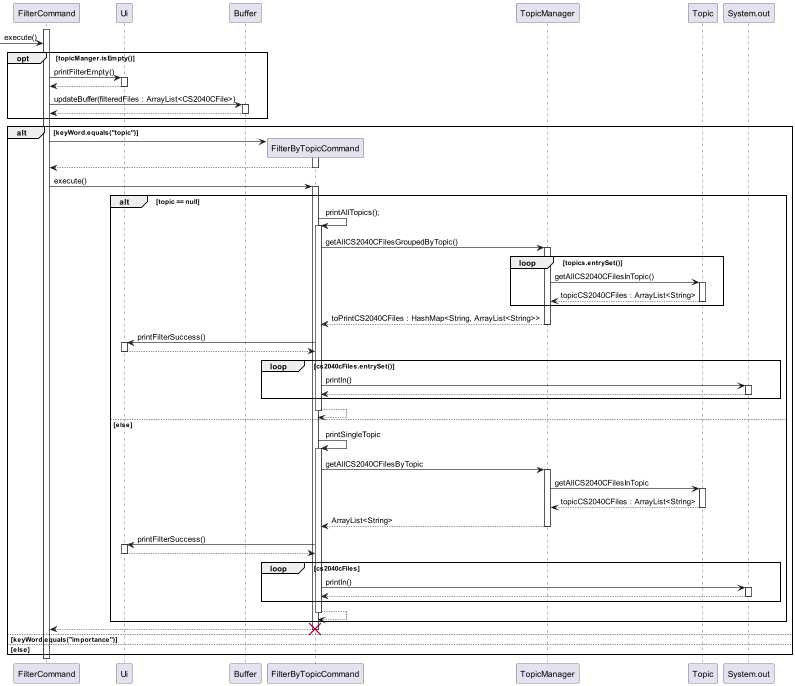 FilterCommand Ui Buffer TopicManager Topic System.out
execute()
opt [topicManger.isEmpty()]
printFilterEmpty()
updateBuffer(filteredFiles : ArrayList<CS2040CFile>)
alt [keyWord.equals("topic")]
FilterByTopicCommand
execute()
alt [topic == null]
printAllTopics();
getAllCS2040CFilesGroupedByTopic()
loop [topics.entrySet()]
getAllCS2040CFilesInTopic()
topicCS2040CFiles : ArrayList<String>
toPrintCS2040CFiles : HashMap<String, ArrayList<String>>
printFilterSuccess()
loop [cs2040cFiles.entrySet()]
println()
[else]
printSingleTopic
getAllCS2040CFilesByTopic
getAllCS2040CFilesInTopic
topicCS2040CFiles : ArrayList<String>
ArrayList<String>
printFilterSuccess()
loop [cs2040cFiles]
println()
[keyWord.equals("importance")]
[else]
FilterCommand Ui Buffer FilterByTopicCommand TopicManager Topic System.out